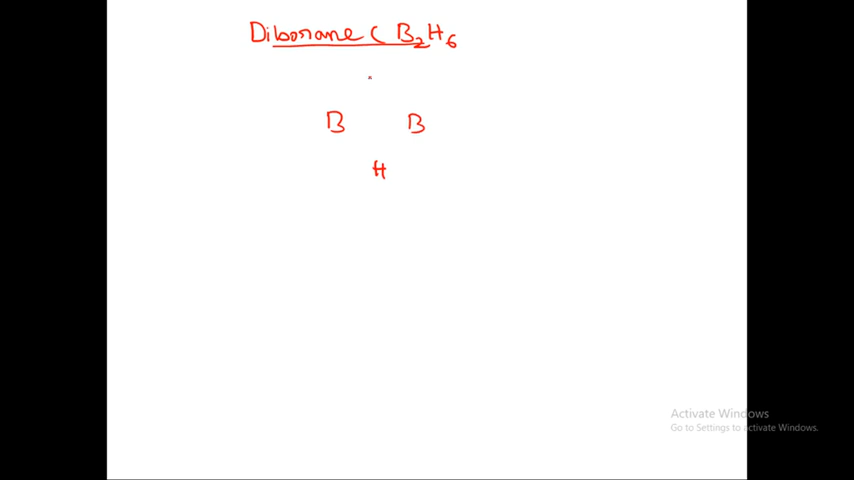 Diborane ( B₂H₆
B B
H
Activate Windows
Go to Settings to activate Windows.